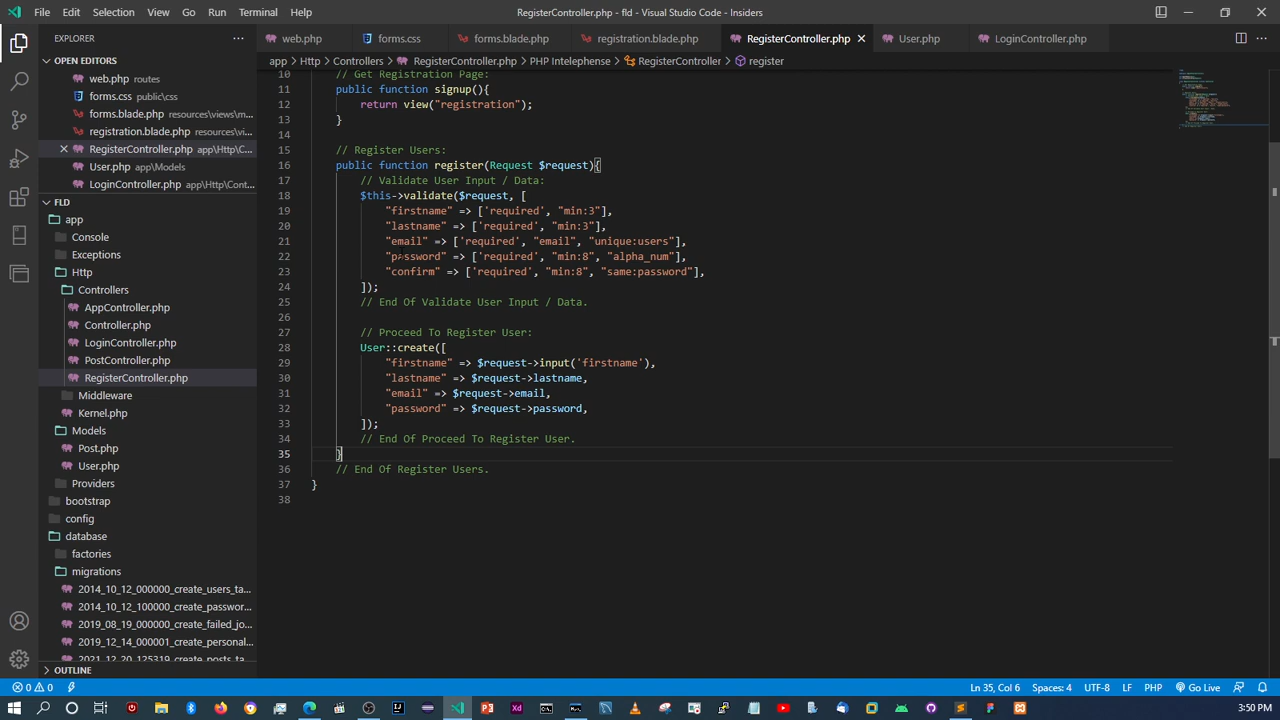 File Edit Selection View Go Run Terminal Help
RegisterController.php - fld - Visual Studio Code - Insiders
EXPLORER
OPEN EDITORS
web.php routes
forms.css public\css
forms.blade.php resources\views\m...
registration.blade.php resources\vi...
RegisterController.php app\Http\C...
User.php app\Models
LoginController.php app\Http\Cont...
FLD
app
Console
Exceptions
Http
Controllers
AppController.php
Controller.php
LoginController.php
PostController.php
RegisterController.php
Middleware
Kernel.php
Models
Post.php
User.php
Providers
bootstrap
config
database
factories
migrations
2014_10_12_000000_create_users_ta...
2014_10_12_100000_create_passwor...
2019_08_19_000000_create_failed_jo...
2019_12_14_000001_create_personal...
2021_12_20_125319_create_posts_ta...
OUTLINE
web.php forms.css forms.blade.php registration.blade.php RegisterController.php User.php LoginController.php
app > Http > Controllers > RegisterController.php > PHP Intelephense > RegisterController > register
10 // Get Registration Page:
11 public function signup(){
12 return view("registration");
13 }
14
15 // Register Users:
16 public function register(Request $request){
17 // Validate User Input / Data:
18 $this->validate($request, [
19 "firstname" => ['required', "min:3"],
20 "lastname" => ['required', "min:3"],
21 "email" => ['required', "email", "unique:users"],
22 "password" => ['required', "min:8", "alpha_num"],
23 "confirm" => ['required', "min:8", "same:password"],
24 ]);
25 // End Of Validate User Input / Data.
26
27 // Proceed To Register User:
28 User::create([
29 "firstname" => $request->input('firstname'),
30 "lastname" => $request->lastname,
31 "email" => $request->email,
32 "password" => $request->password,
33 ]);
34 // End Of Proceed To Register User.
35 }
36 // End Of Register Users.
37 }
38
0 0 Ln 35, Col 6 Spaces: 4 UTF-8 LF PHP Go Live
3:50 PM